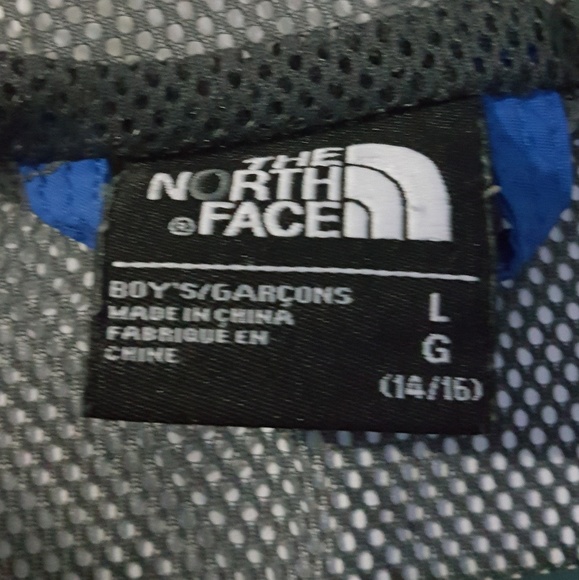 THE
NORTH
® FACE
BOY'S/GARÇONS
MADE IN CHINA
FABRIQUÉ EN
CHINE
L
G
(14/16)